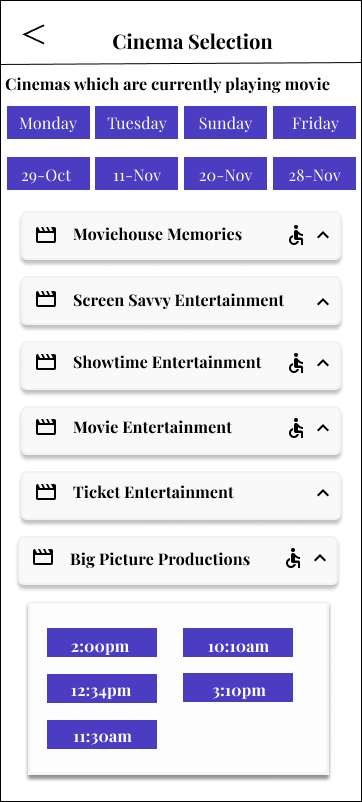 Cinema Selection
Cinemas which are currently playing movie
Monday Tuesday Sunday Friday
29-Oct 11-Nov 20-Nov 28-Nov
Moviehouse Memories
Screen Savvy Entertainment
Showtime Entertainment
Movie Entertainment
Ticket Entertainment
Big Picture Productions
2:00pm 10:10am
12:34pm 3:10pm
11:30am